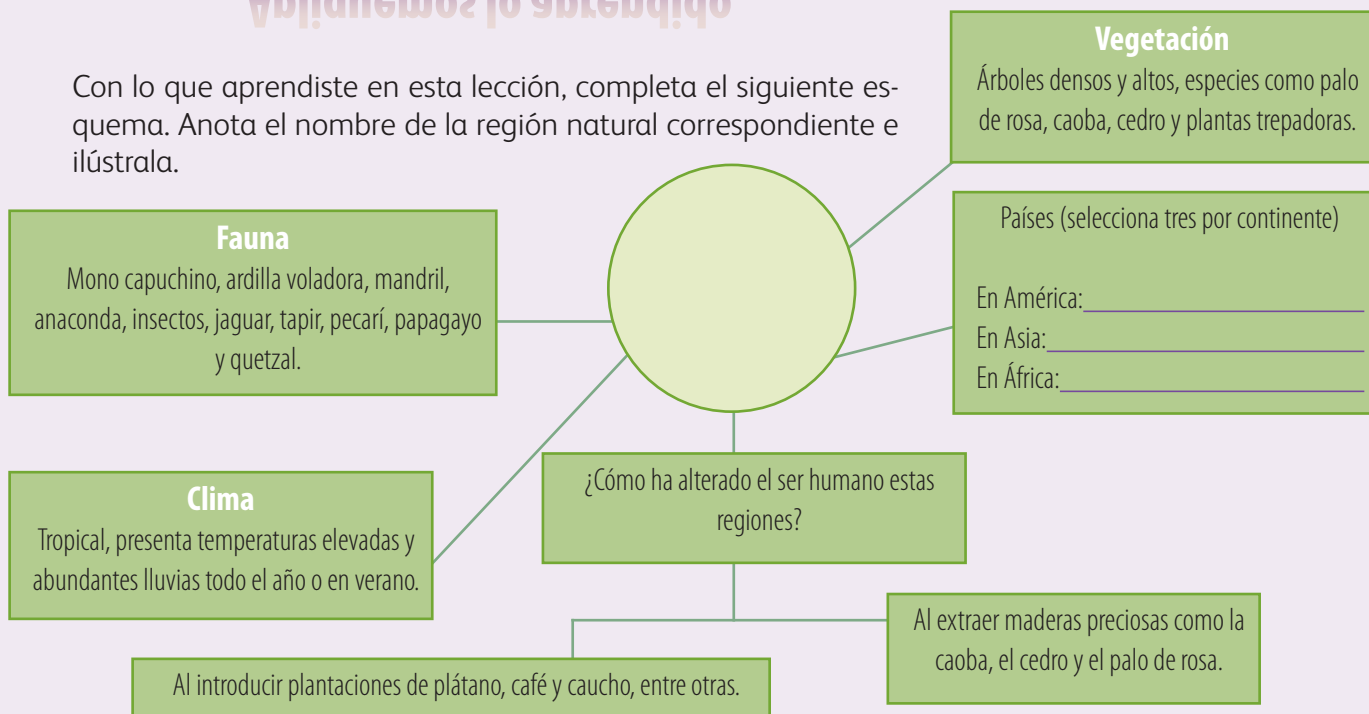 Apliquemos lo aprendido
Con lo que aprendiste en esta lección, completa el siguiente es-
quema. Anota el nombre de la región natural correspondiente e
ilústrala.
Vegetación
Árboles densos y altos, especies como palo
de rosa, caoba, cedro y plantas trepadoras.
Fauna
Mono capuchino, ardilla voladora, mandril,
anaconda, insectos, jaguar, tapir, pecarí, papagayo
y quetzal.
Países (selecciona tres por continente)
En América:
En Asia:
En África:
Clima
Tropical, presenta temperaturas elevadas y
abundantes lluvias todo el año o en verano.
¿Cómo ha alterado el ser humano estas
regiones?
Al extraer maderas preciosas como la
caoba, el cedro y el palo de rosa.
Al introducir plantaciones de plátano, café y caucho, entre otras.